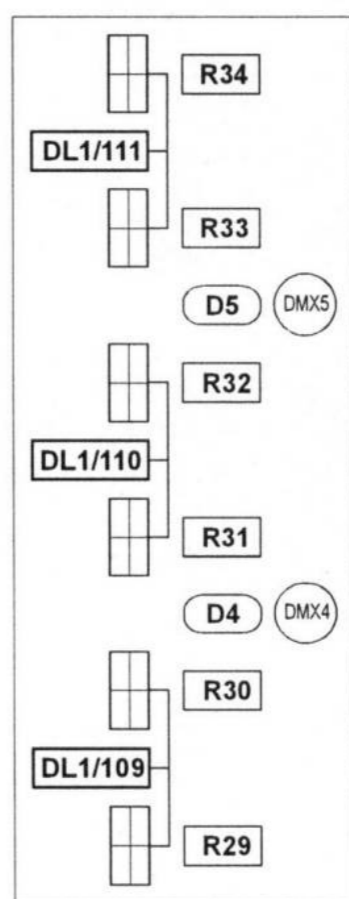 R34
DL1/111
R33
D5 DMX5
R32
DL1/110
R31
D4 DMX4
R30
DL1/109
R29